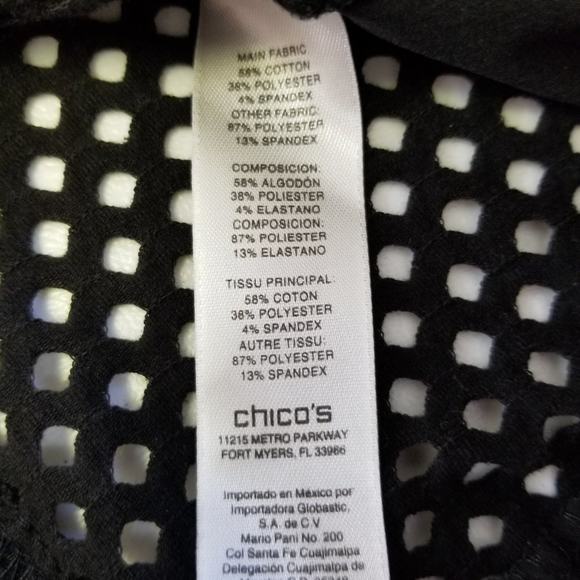 MAIN FABRIC
58% COTTON
38% POLYESTER
4% SPANDEX
OTHER FABRIC:
87% POLYESTER
13% SPANDEX
COMPOSICION:
58% ALGODÓN
38% POLIESTER
4% ELASTANO
COMPOSICION:
87% POLIESTER
13% ELASTANO
TISSU PRINCIPAL:
58% COTON
38% POLYESTER
4% SPANDEX
AUTRE TISSU:
87% POLYESTER
13% SPANDEX
chico's
11215 METRO PARKWAY
FORT MYERS, FL 33966
Importado en México por
Importadora Globastic,
S.A. de C.V
Mario Pani No. 200
Col Santa Fe Cuajimalpa
Delegación Cuajimalpa de